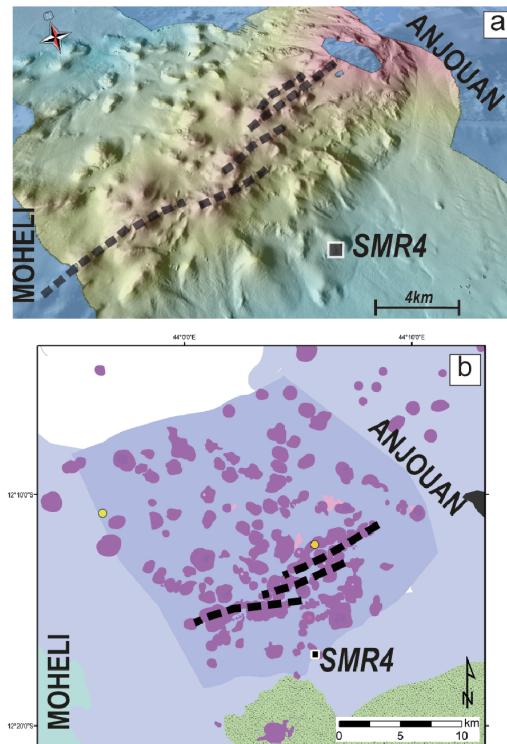 a
ANJOUAN
MOHELI
SMR4
4km
44°0'0"E
44°10'0"E
b
ANJOUAN
12°10'0"S
MOHELI
SMR4
N
12°20'0"S
km
0 5 10